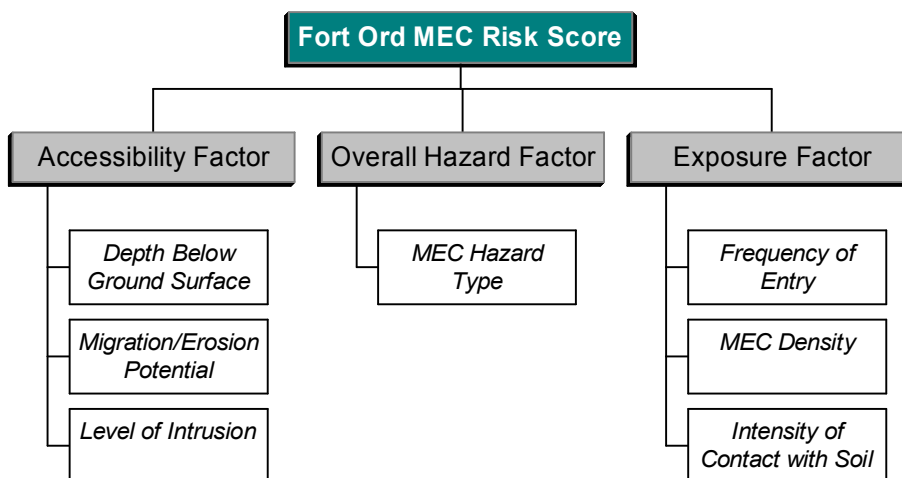 Fort Ord MEC Risk Score
Accessibility Factor
Overall Hazard Factor
Exposure Factor
Depth Below
Ground Surface
Migration/Erosion
Potential
Level of Intrusion
MEC Hazard
Type
Frequency of
Entry
MEC Density
Intensity of
Contact with Soil